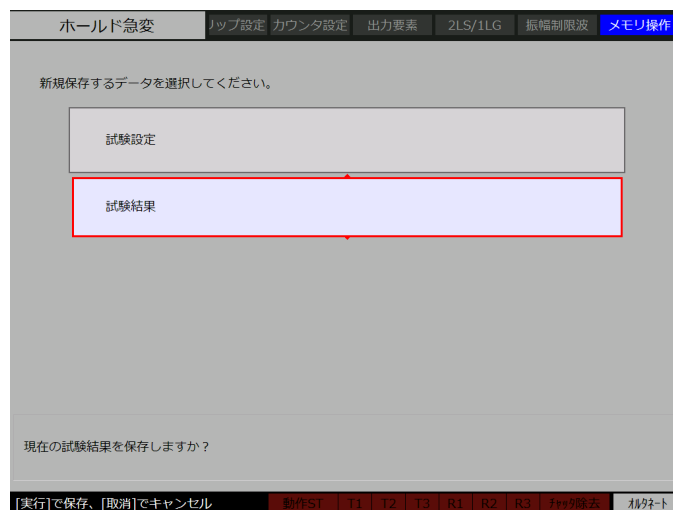 ホールド急変
リップ設定
カウンタ設定
出力要素
2LS/1LG
振幅制限波
メモリ操作
新規保存するデータを選択してください。
試験設定
試験結果
現在の試験結果を保存しますか？
[実行]で保存、[取消]でキャンセル
動作ST
T1
T2
T3
R1
R2
R3
ﾁｬｯﾀ除去
ｵﾙﾀﾈｰﾄ